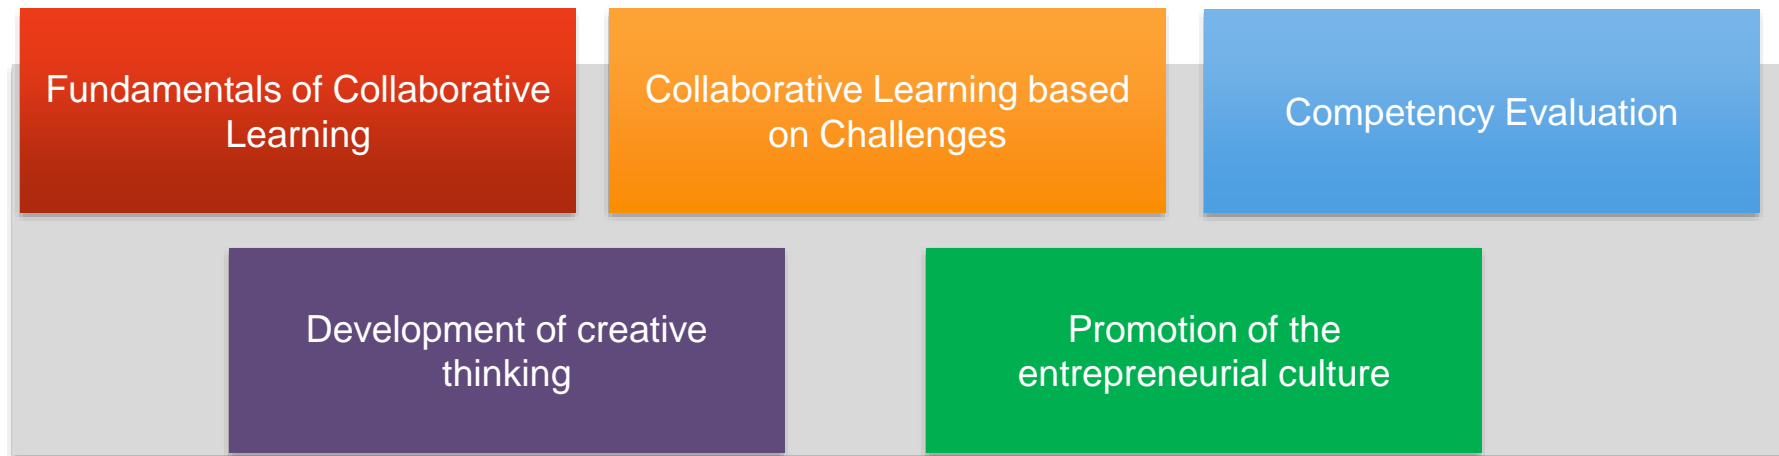 Fundamentals of Collaborative
Learning
Collaborative Learning based
on Challenges
Competency Evaluation
Development of creative
thinking
Promotion of the
entrepreneurial culture